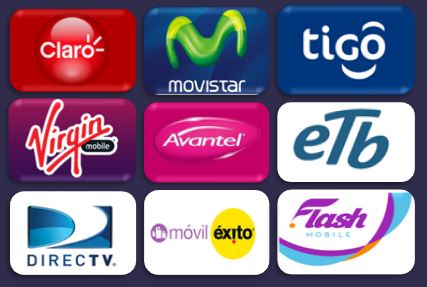 Claro
movistar
tigo
Virgin
mobile
Avantel
eTb
DIRECTV
móvil éxito
Flash
MOBILE